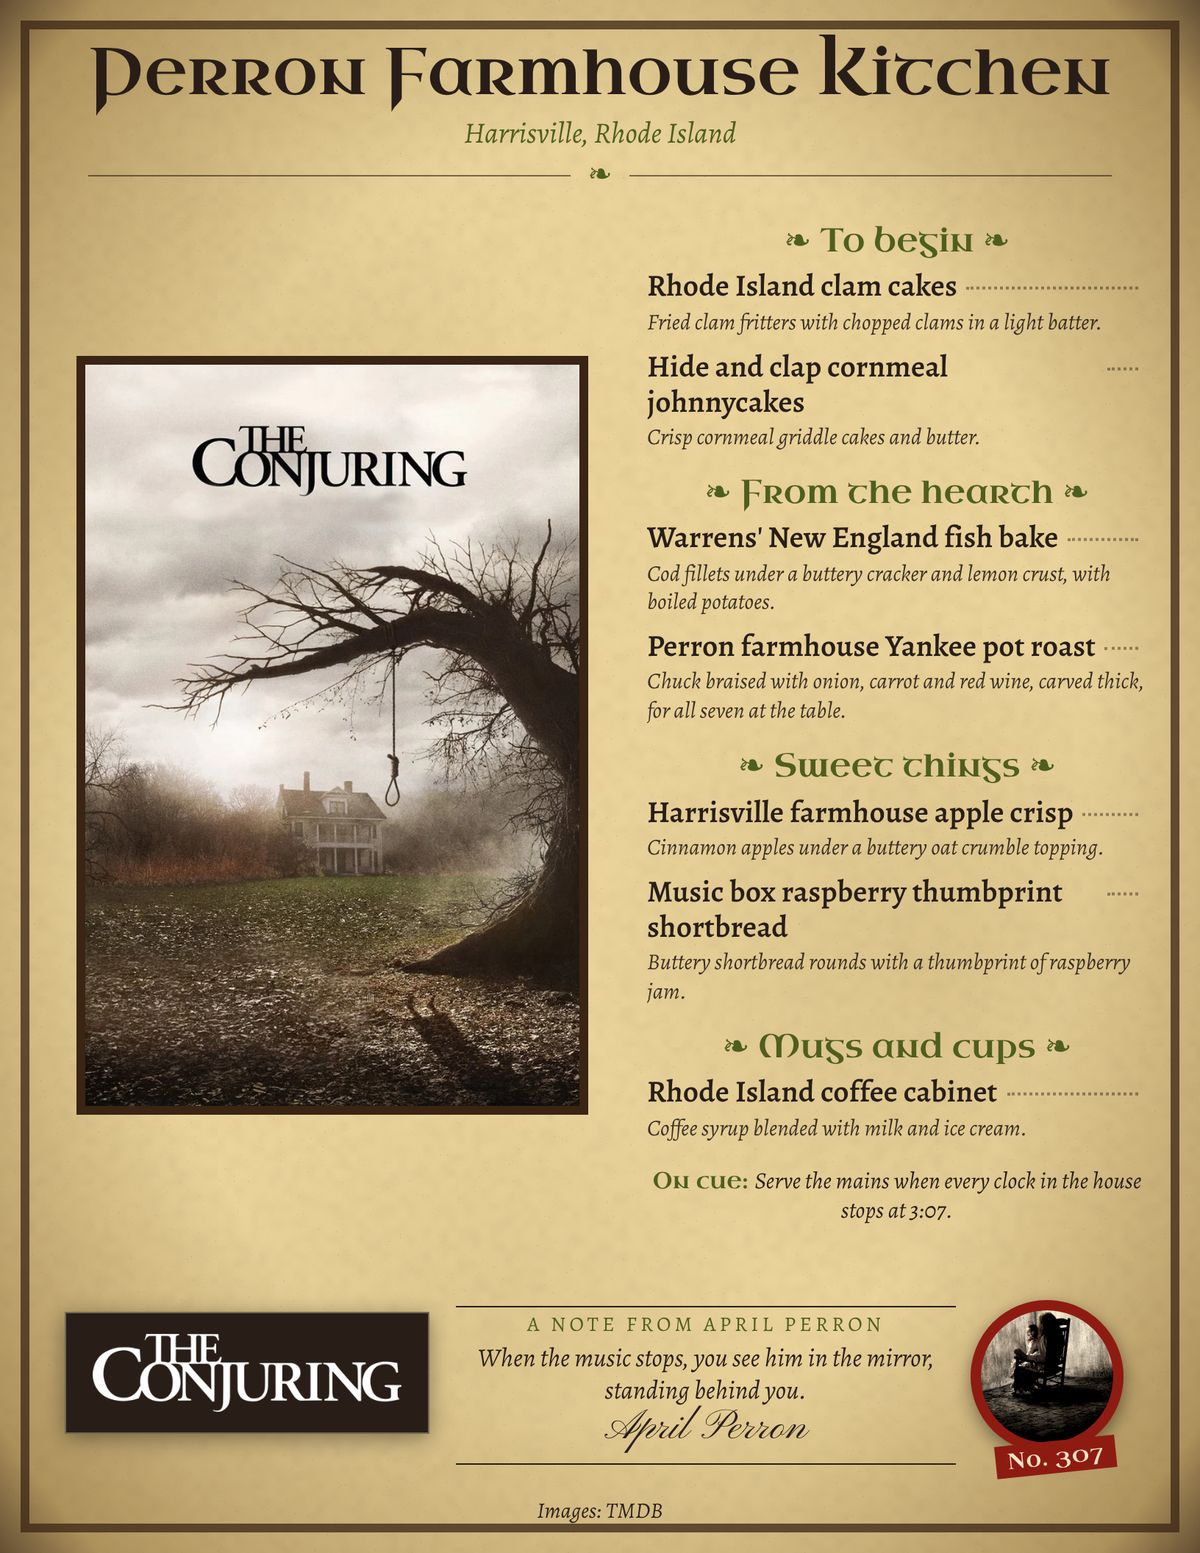 Perron Farmhouse Kitchen
Harrisville, Rhode Island
THE
CONJURING
To begin
Rhode Island clam cakes
Fried clam fritters with chopped clams in a light batter.
Hide and clap cornmeal
johnnycakes
Crisp cornmeal griddle cakes and butter.
From the hearth
Warrens' New England fish bake
Cod fillets under a buttery cracker and lemon crust, with
boiled potatoes.
Perron farmhouse Yankee pot roast
Chuck braised with onion, carrot and red wine, carved thick,
for all seven at the table.
Sweet things
Harrisville farmhouse apple crisp
Cinnamon apples under a buttery oat crumble topping.
Music box raspberry thumbprint
shortbread
Buttery shortbread rounds with a thumbprint of raspberry
jam.
Mugs and cups
Rhode Island coffee cabinet
Coffee syrup blended with milk and ice cream.
On cue: Serve the mains when every clock in the house
stops at 3:07.
THE
CONJURING
A NOTE FROM APRIL PERRON
When the music stops, you see him in the mirror,
standing behind you.
April Perron
No. 307
Images: TMDB